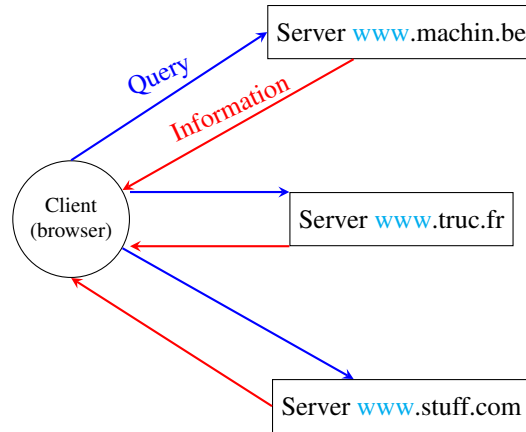 Server www.machin.be
Query
Information
Client
(browser)
Server www.truc.fr
Server www.stuff.com